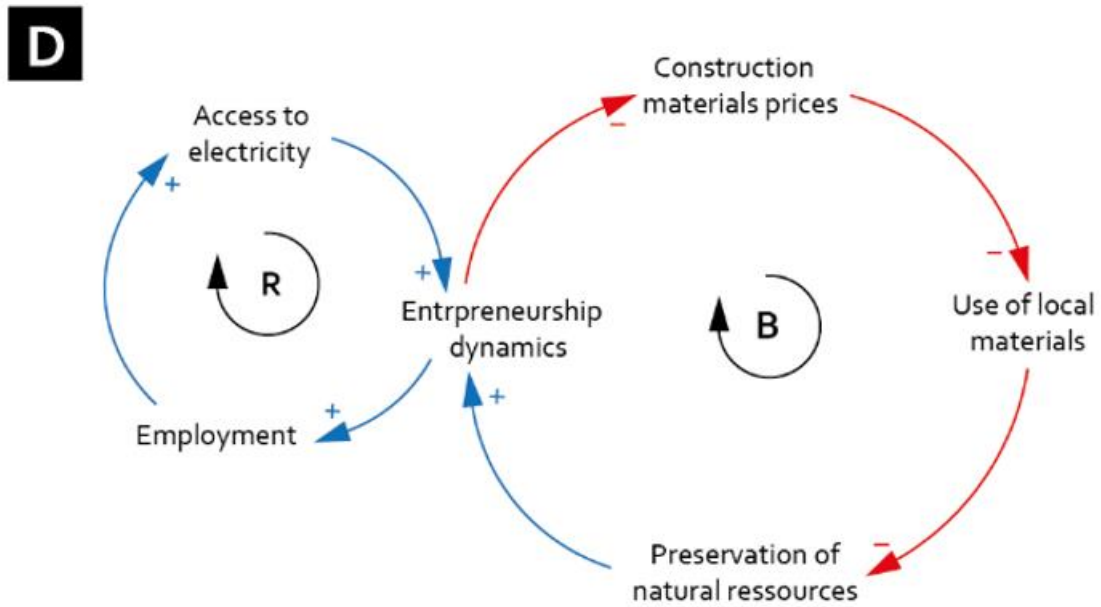 D
Construction
materials prices
Access to
electricity
+
−
+
R
Entrpreneurship
dynamics
B
−
Use of local
materials
+
Employment
+
−
Preservation of
natural ressources